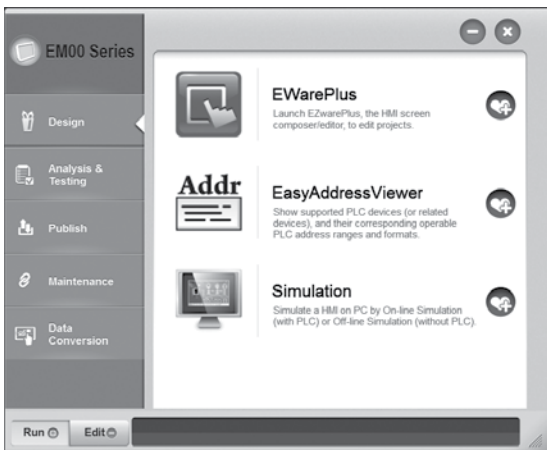 EM00 Series
Design
Analysis &
Testing
Publish
Maintenance
Data
Conversion
EWarePlus
Launch EZwarePlus, the HMI screen
composer/editor, to edit projects.
Addr
EasyAddressViewer
Show supported PLC devices (or related
devices), and their corresponding operable
PLC address ranges and formats.
Simulation
Simulate a HMI on PC by On-line Simulation
(with PLC) or Off-line Simulation (without PLC).
Run
Edit